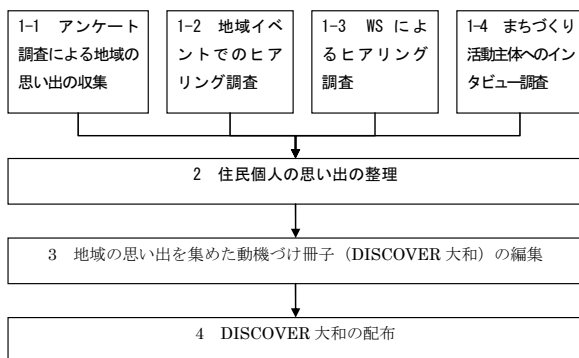 1-1 アンケート
調査による地域の
思い出の収集
1-2 地域イベ
ントでのヒア
リング調査
1-3 WS によ
るヒアリング
調査
1-4 まちづくり
活動主体へのイン
タビュー調査
2 住民個人の思い出の整理
3 地域の思い出を集めた動機づけ冊子（DISCOVER 大和）の編集
4 DISCOVER 大和の配布